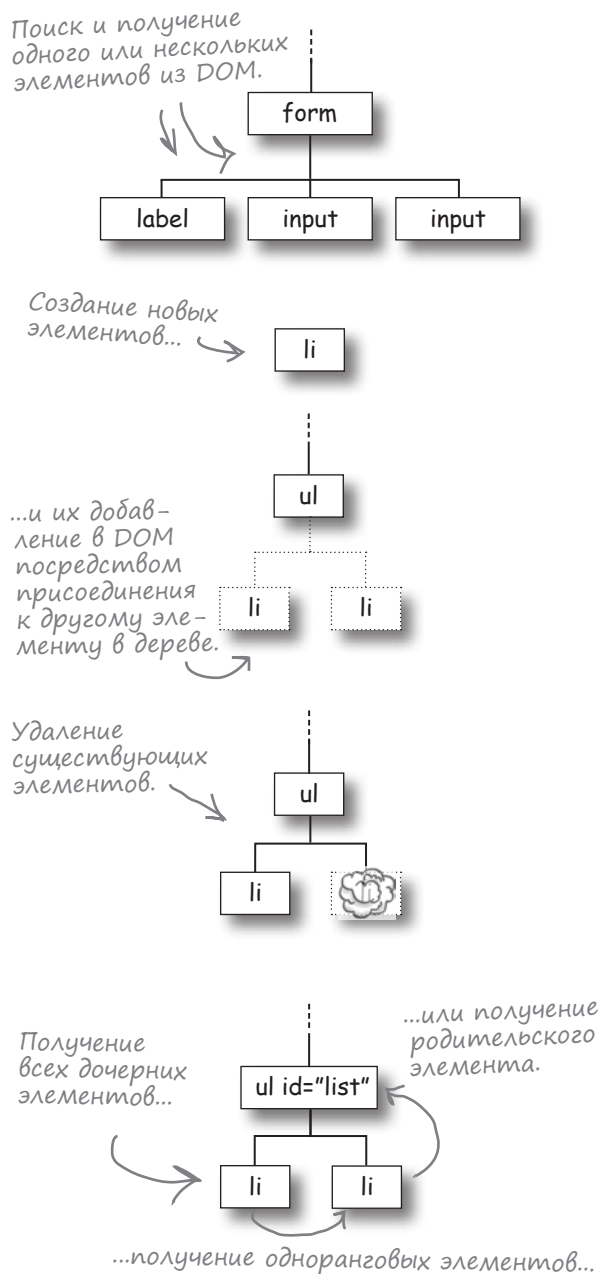 Поиск и получение
одного или нескольких
элементов из DOM.
form
label input input
Создание новых
элементов...
li
ul
...и их добав-
ление в DOM
посредством
присоединения
к другому эле-
менту в дереве.
li li
Удаление
существующих
элементов.
ul
li li
...или получение
родительского
элемента.
Получение
всех дочерних
элементов...
ul id="list"
li li
...получение одноранговых элементов...